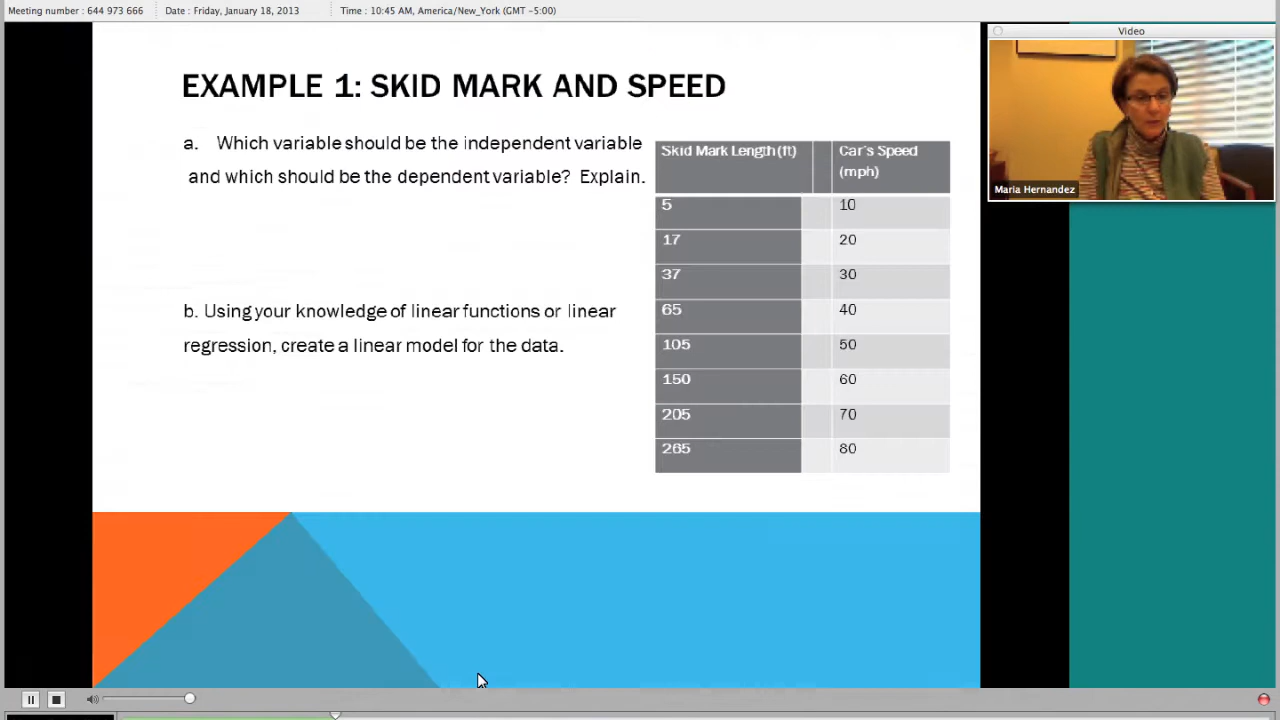 Meeting number : 644 973 666 Date : Friday, January 18, 2013 Time : 10:45 AM, America/New_York (GMT -5:00)
Video
EXAMPLE 1: SKID MARK AND SPEED
a. Which variable should be the independent variable
and which should be the dependent variable? Explain.
Skid Mark Length (ft) Car's Speed
(mph)
Maria Hernandez
5 10
17 20
37 30
b. Using your knowledge of linear functions or linear
65 40
regression, create a linear model for the data.
105 50
150 60
205 70
265 80